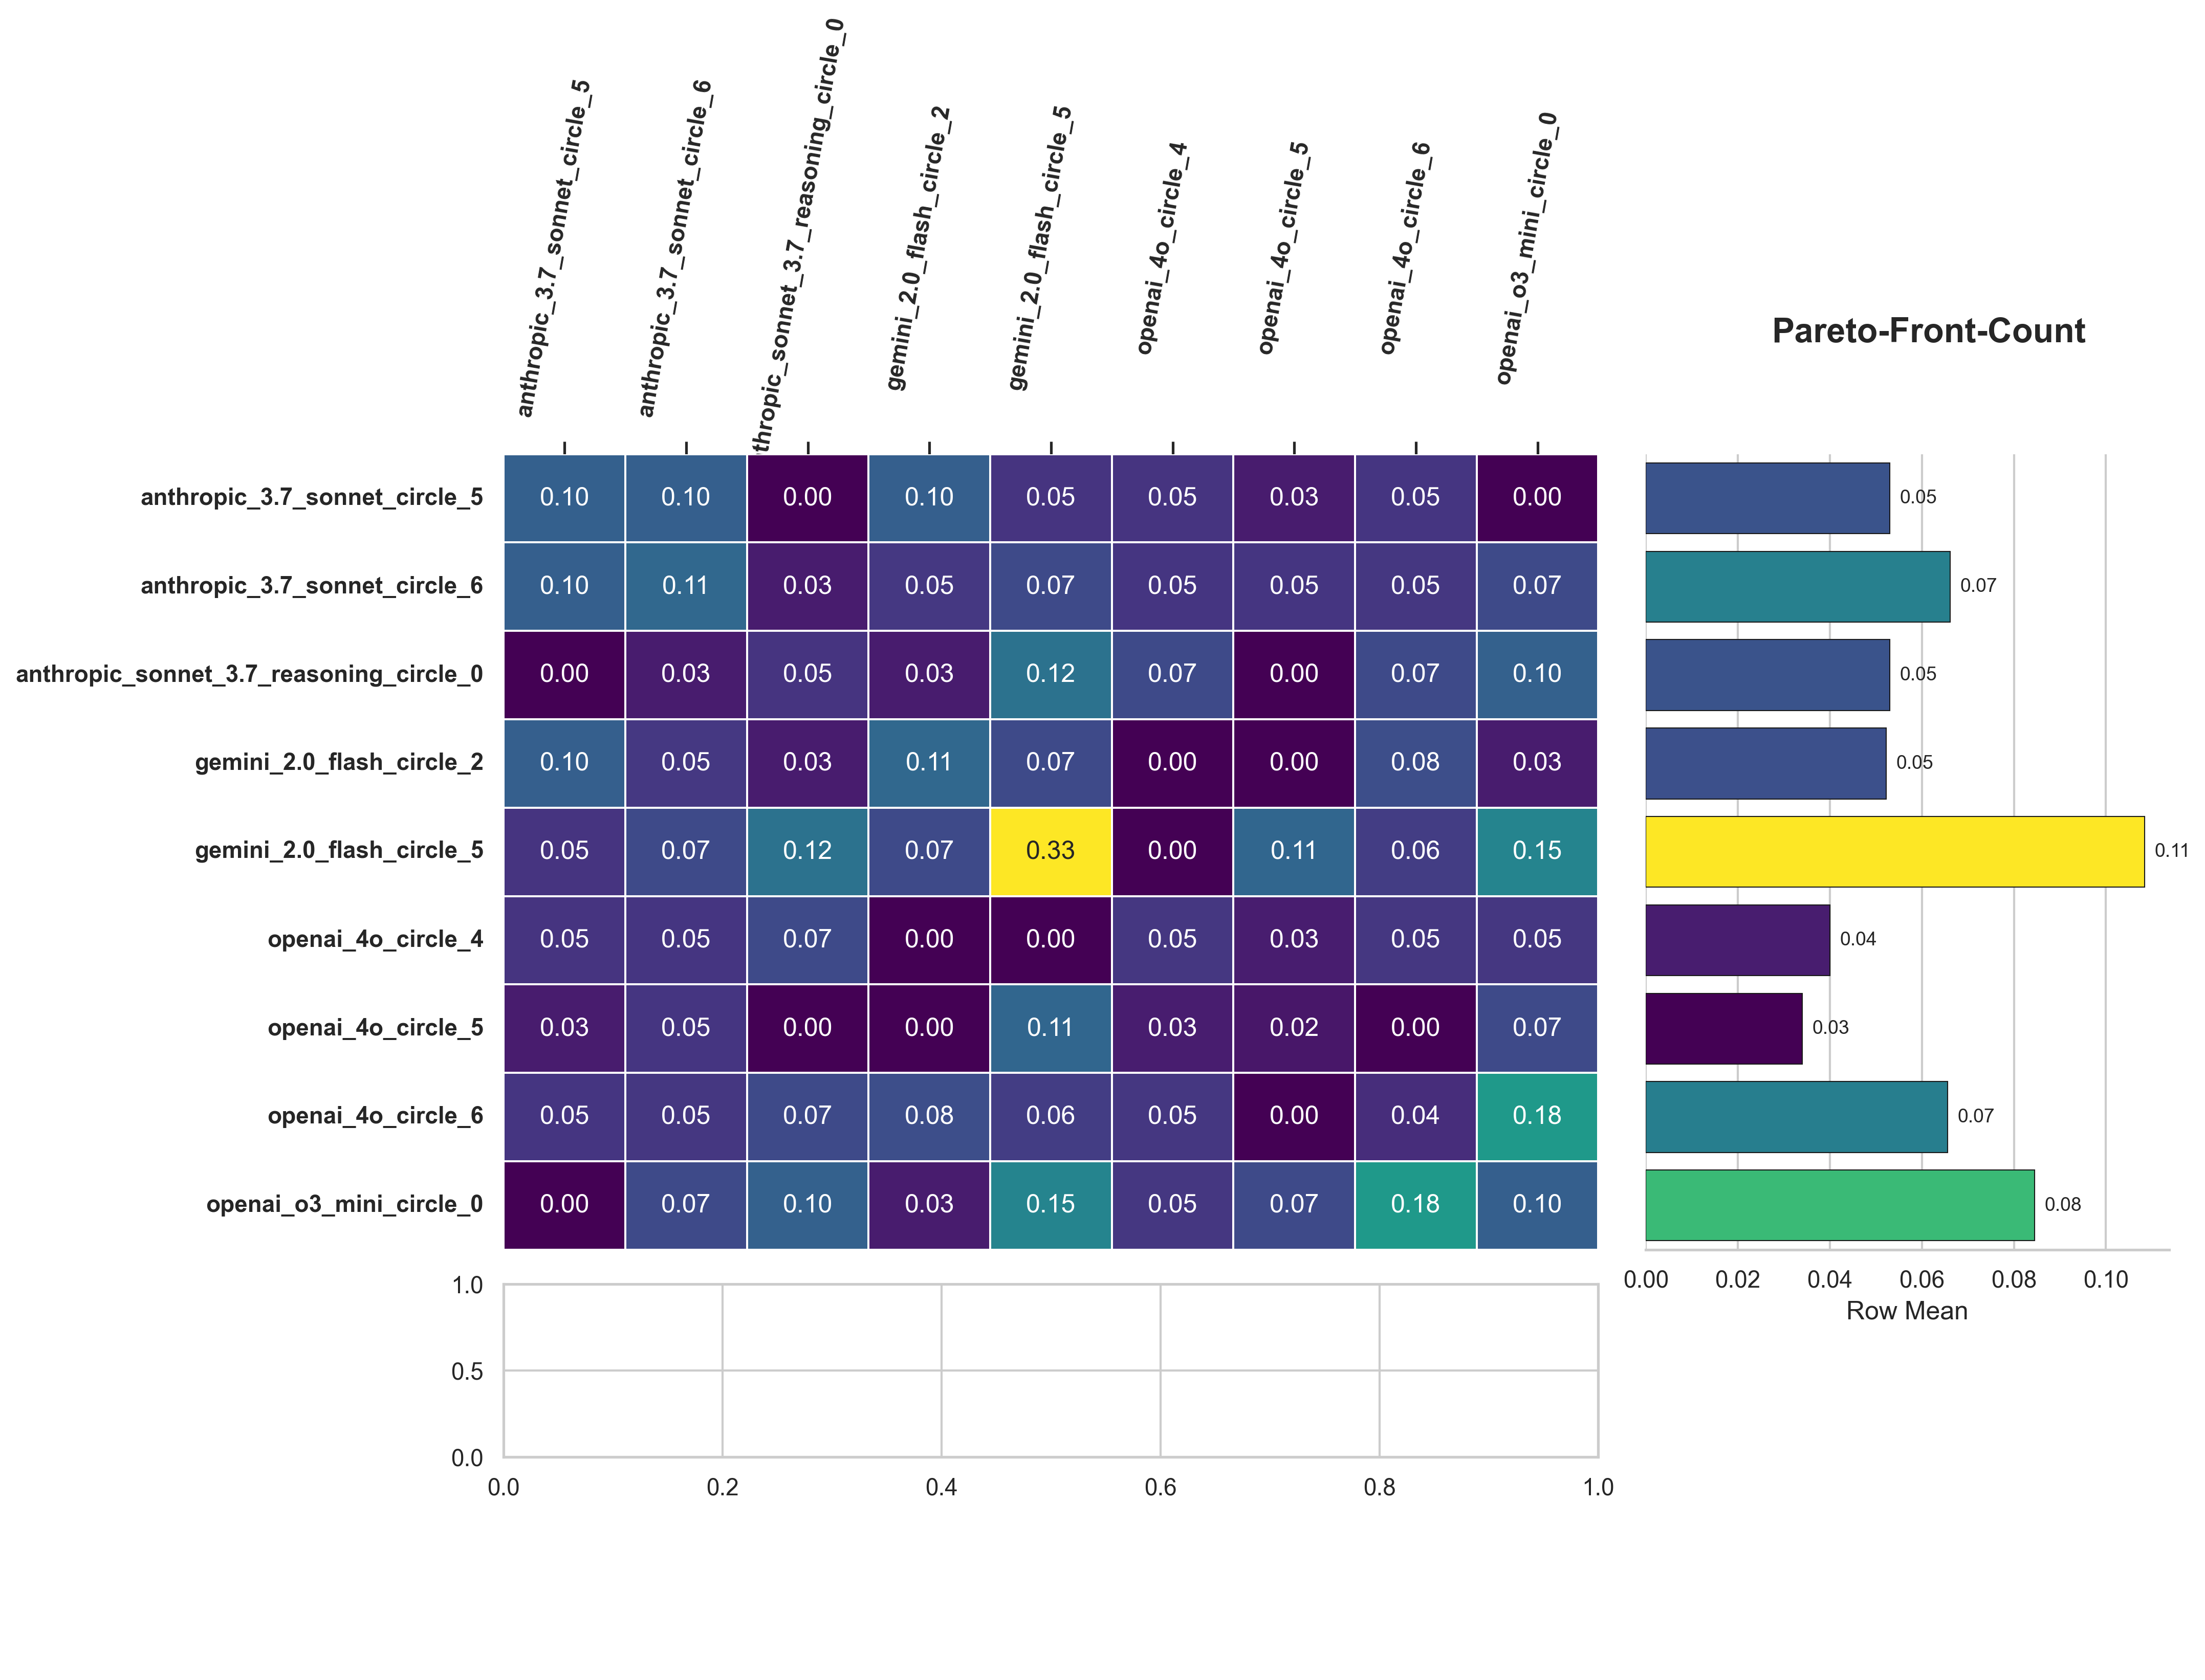 anthropic_3.7_sonnet_circle_5
anthropic_3.7_sonnet_circle_6
thropic_sonnet_3.7_reasoning_circle_0
gemini_2.0_flash_circle_2
gemini_2.0_flash_circle_5
openai_4o_circle_4
openai_4o_circle_5
openai_4o_circle_6
openai_o3_mini_circle_0
Pareto-Front-Count
anthropic_3.7_sonnet_circle_5 0.10 0.10 0.00 0.10 0.05 0.05 0.03 0.05 0.00 0.05
anthropic_3.7_sonnet_circle_6 0.10 0.11 0.03 0.05 0.07 0.05 0.05 0.05 0.07 0.07
anthropic_sonnet_3.7_reasoning_circle_0 0.00 0.03 0.05 0.03 0.12 0.07 0.00 0.07 0.10 0.05
gemini_2.0_flash_circle_2 0.10 0.05 0.03 0.11 0.07 0.00 0.00 0.08 0.03 0.05
gemini_2.0_flash_circle_5 0.05 0.07 0.12 0.07 0.33 0.00 0.11 0.06 0.15 0.11
openai_4o_circle_4 0.05 0.05 0.07 0.00 0.00 0.05 0.03 0.05 0.05 0.04
openai_4o_circle_5 0.03 0.05 0.00 0.00 0.11 0.03 0.02 0.00 0.07 0.03
openai_4o_circle_6 0.05 0.05 0.07 0.08 0.06 0.05 0.00 0.04 0.18 0.07
openai_o3_mini_circle_0 0.00 0.07 0.10 0.03 0.15 0.05 0.07 0.18 0.10 0.08
0.00 0.02 0.04 0.06 0.08 0.10
Row Mean
1.0
0.5
0.0
0.0 0.2 0.4 0.6 0.8 1.0